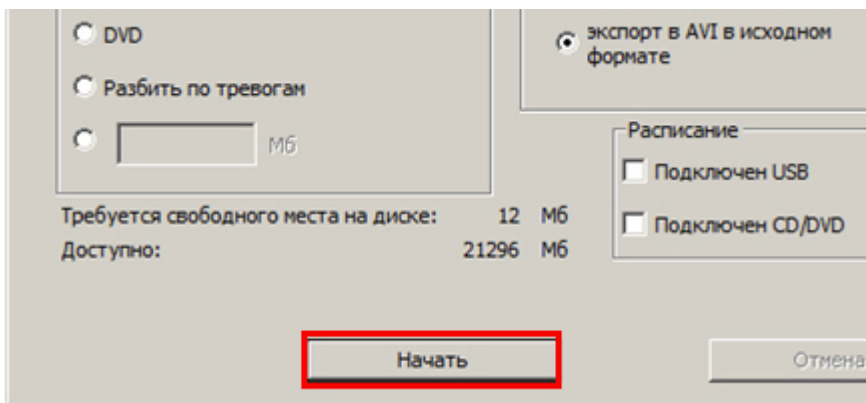 DVD
Разбить по тревогам
Мб
экспорт в AVI в исходном
формате
Расписание
Подключен USB
Подключен CD/DVD
Требуется свободного места на диске: 12 Мб
Доступно: 21296 Мб
Начать
Отмена